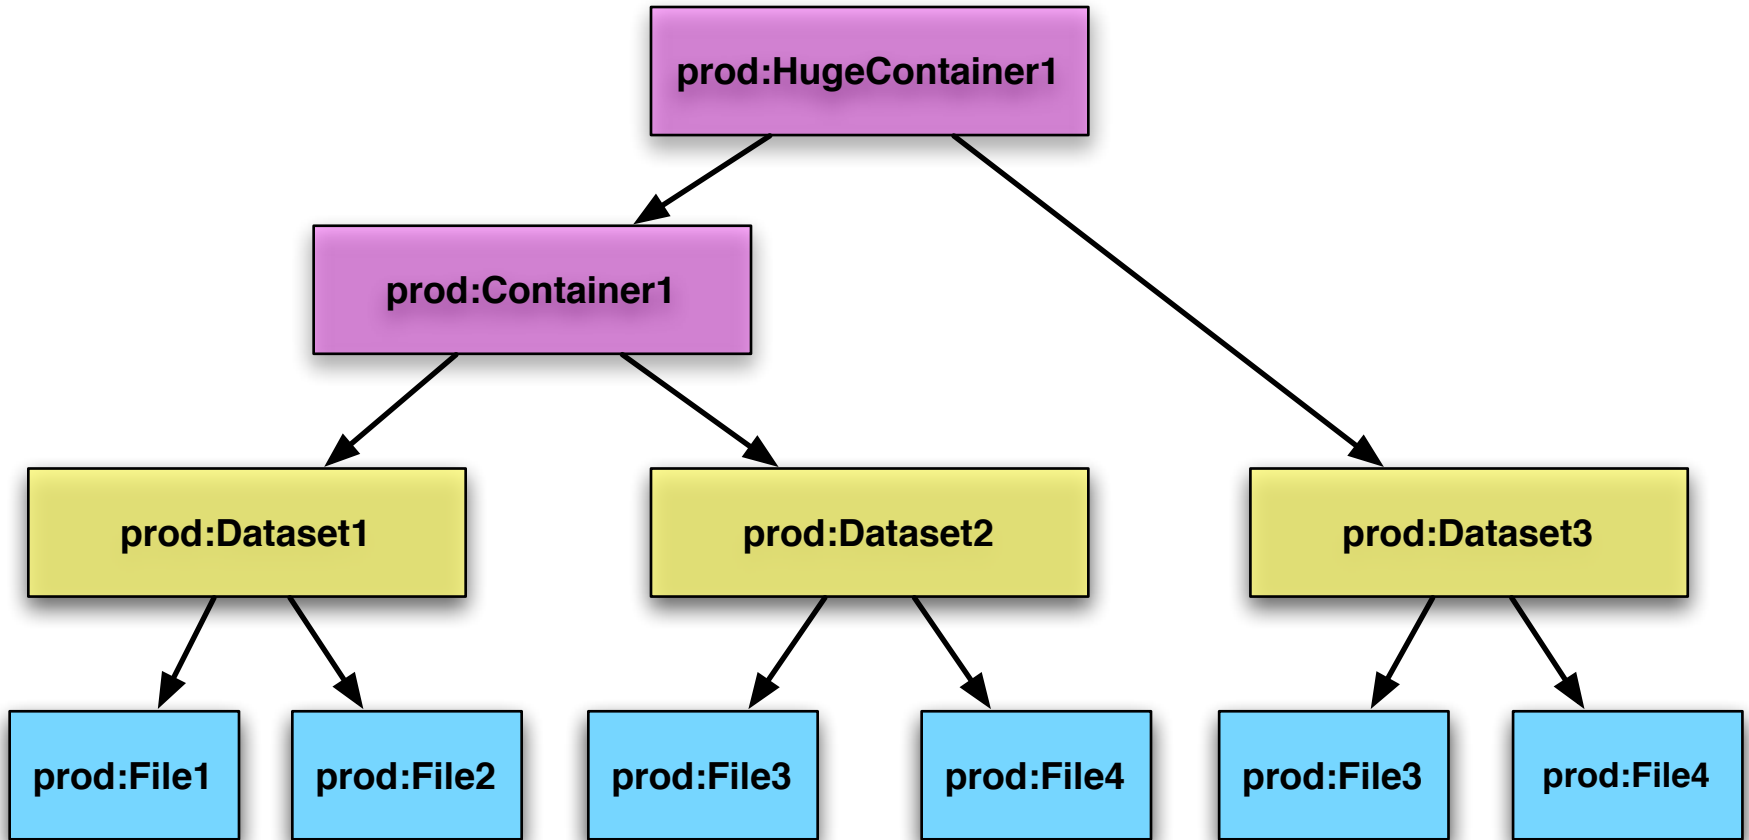 prod:HugeContainer1
prod:Container1
prod:Dataset1
prod:Dataset2
prod:Dataset3
prod:File1
prod:File2
prod:File3
prod:File4
prod:File3
prod:File4